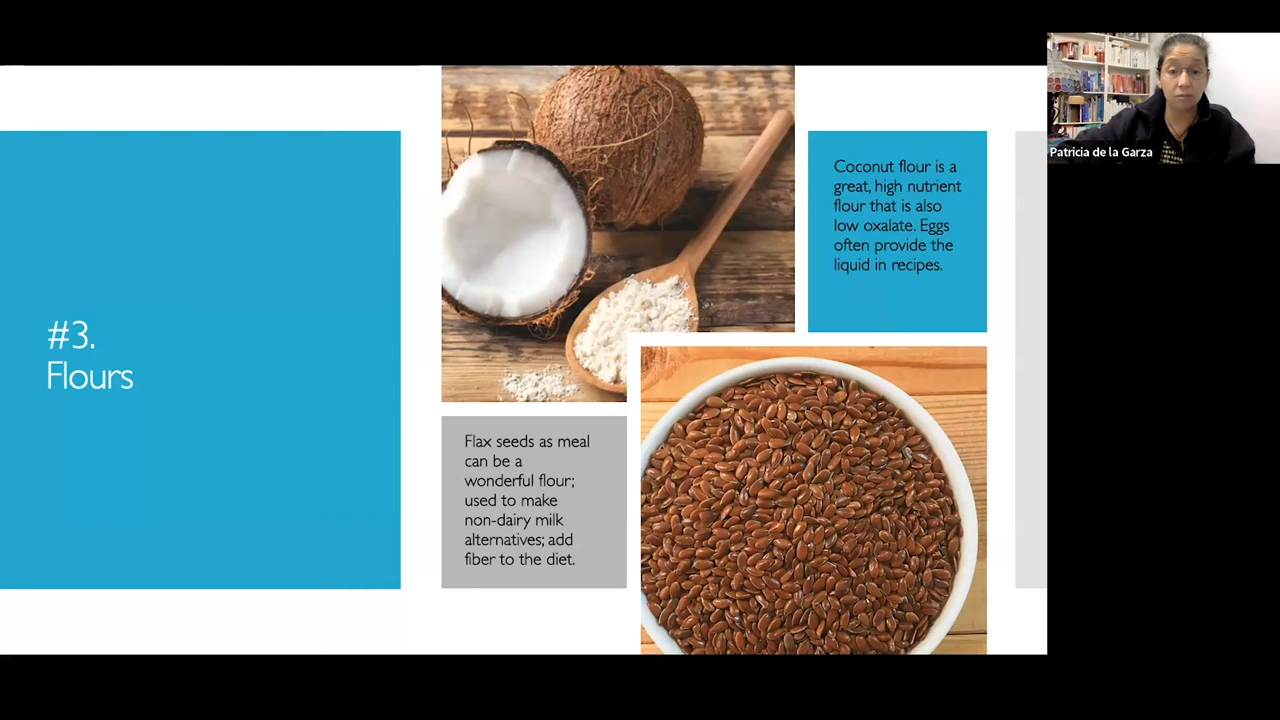 #3.
Flours
Coconut flour is a
great, high nutrient
flour that is also
low oxalate. Eggs
often provide the
liquid in recipes.
Flax seeds as meal
can be a
wonderful flour;
used to make
non-dairy milk
alternatives; add
fiber to the diet.
Patricia de la Garza